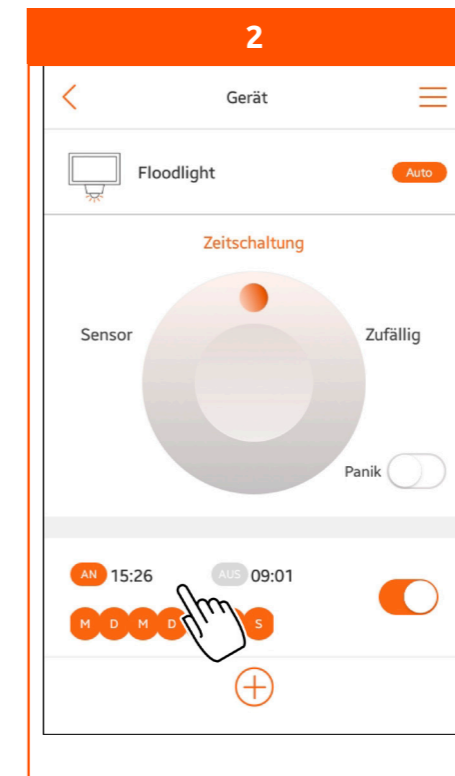 2
Gerät
Floodlight Auto
Zeitschaltung
Sensor Zufällig
Panik
AN 15:26 AUS 09:01
M D M D S